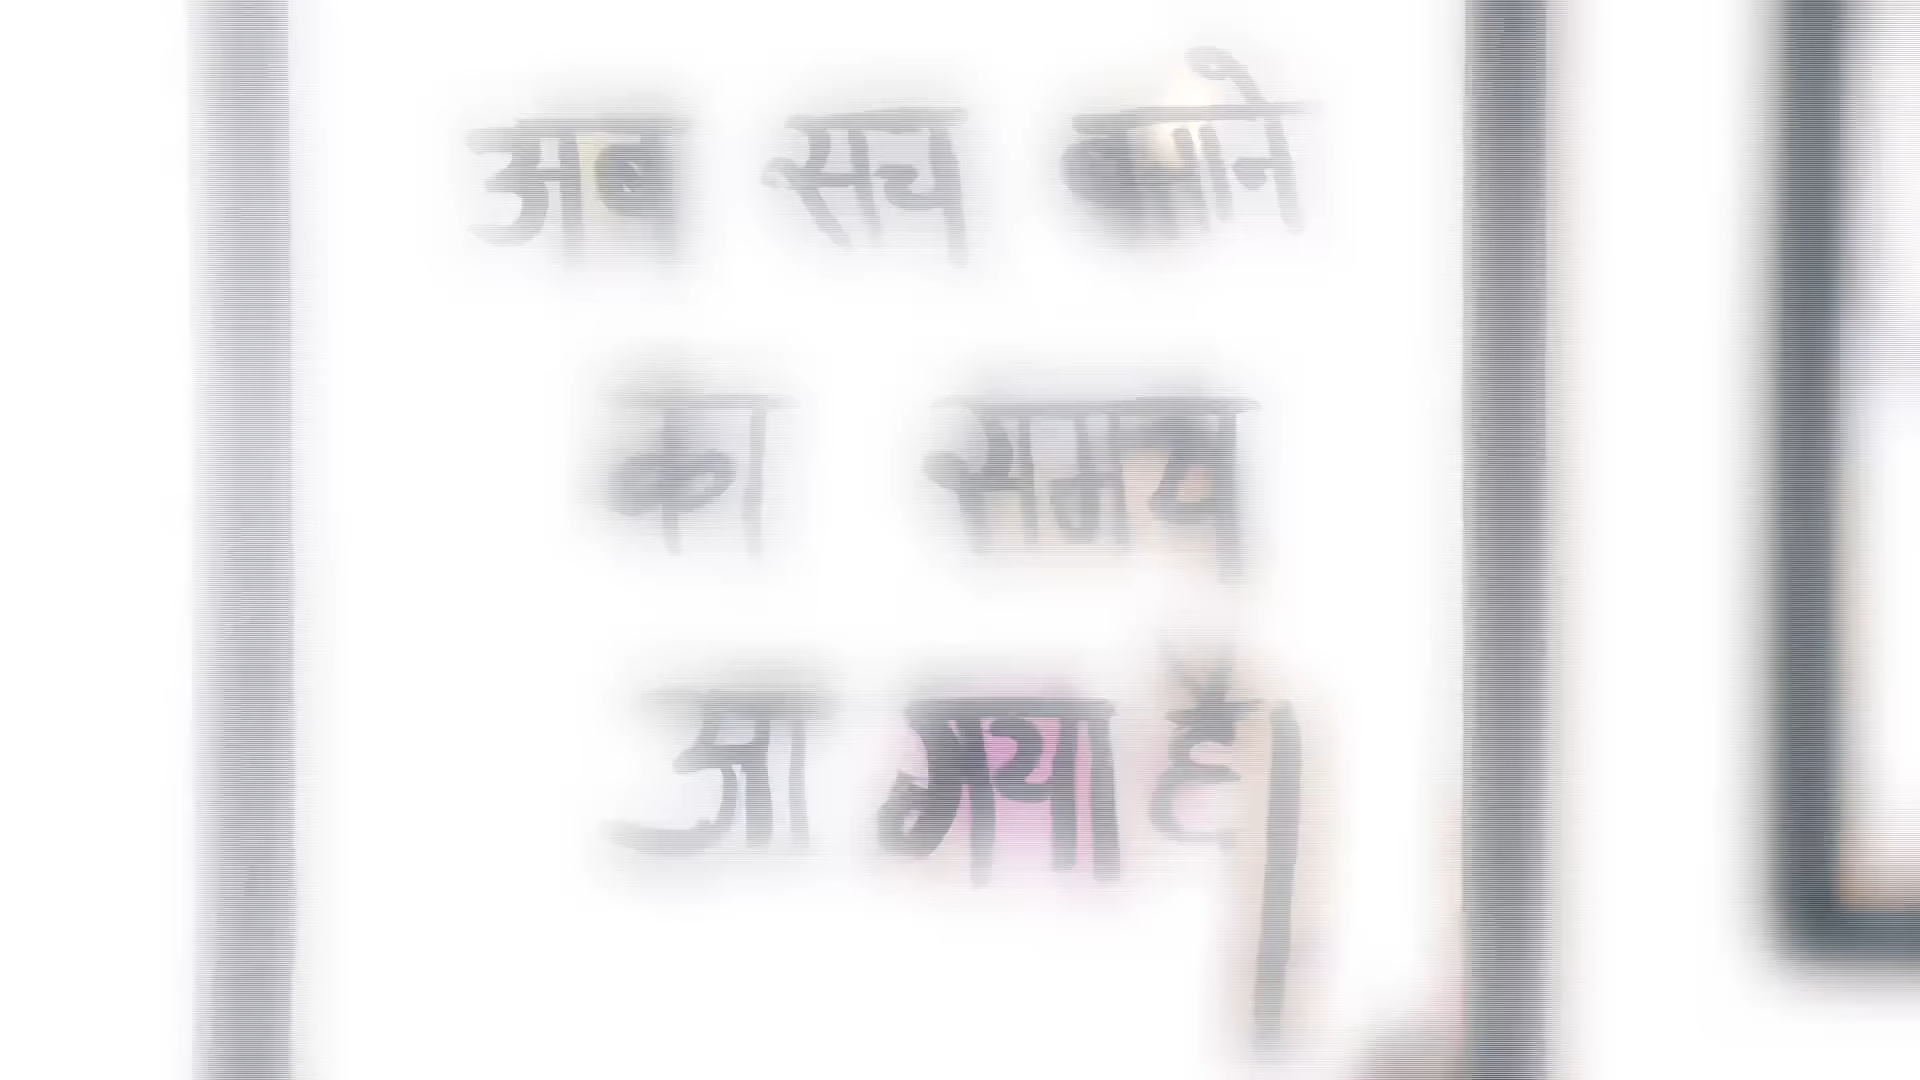 अब सच
का समय
आ गया है।